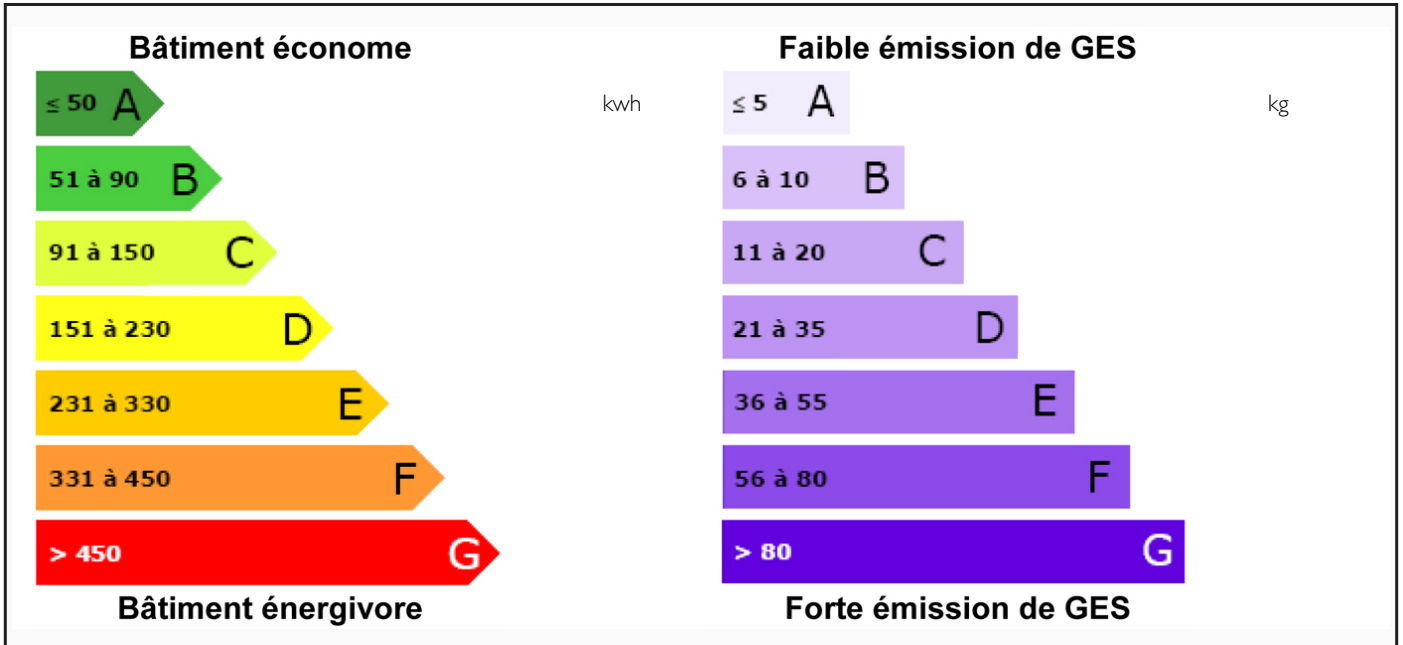 Bâtiment économe
≤ 50 A
kwh
51 à 90 B
91 à 150 C
151 à 230 D
231 à 330 E
331 à 450 F
> 450 G
Bâtiment énergivore
Faible émission de GES
≤ 5 A
kg
6 à 10 B
11 à 20 C
21 à 35 D
36 à 55 E
56 à 80 F
> 80 G
Forte émission de GES